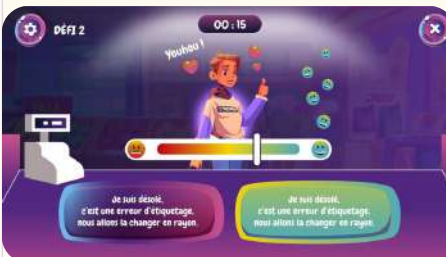 DÉFI 2
00 : 15
Youhou !
Je suis désolé,
c'est une erreur d'étiquetage,
nous allons la changer en rayon.
Je suis désolé,
c'est une erreur d'étiquetage,
nous allons la changer en rayon.